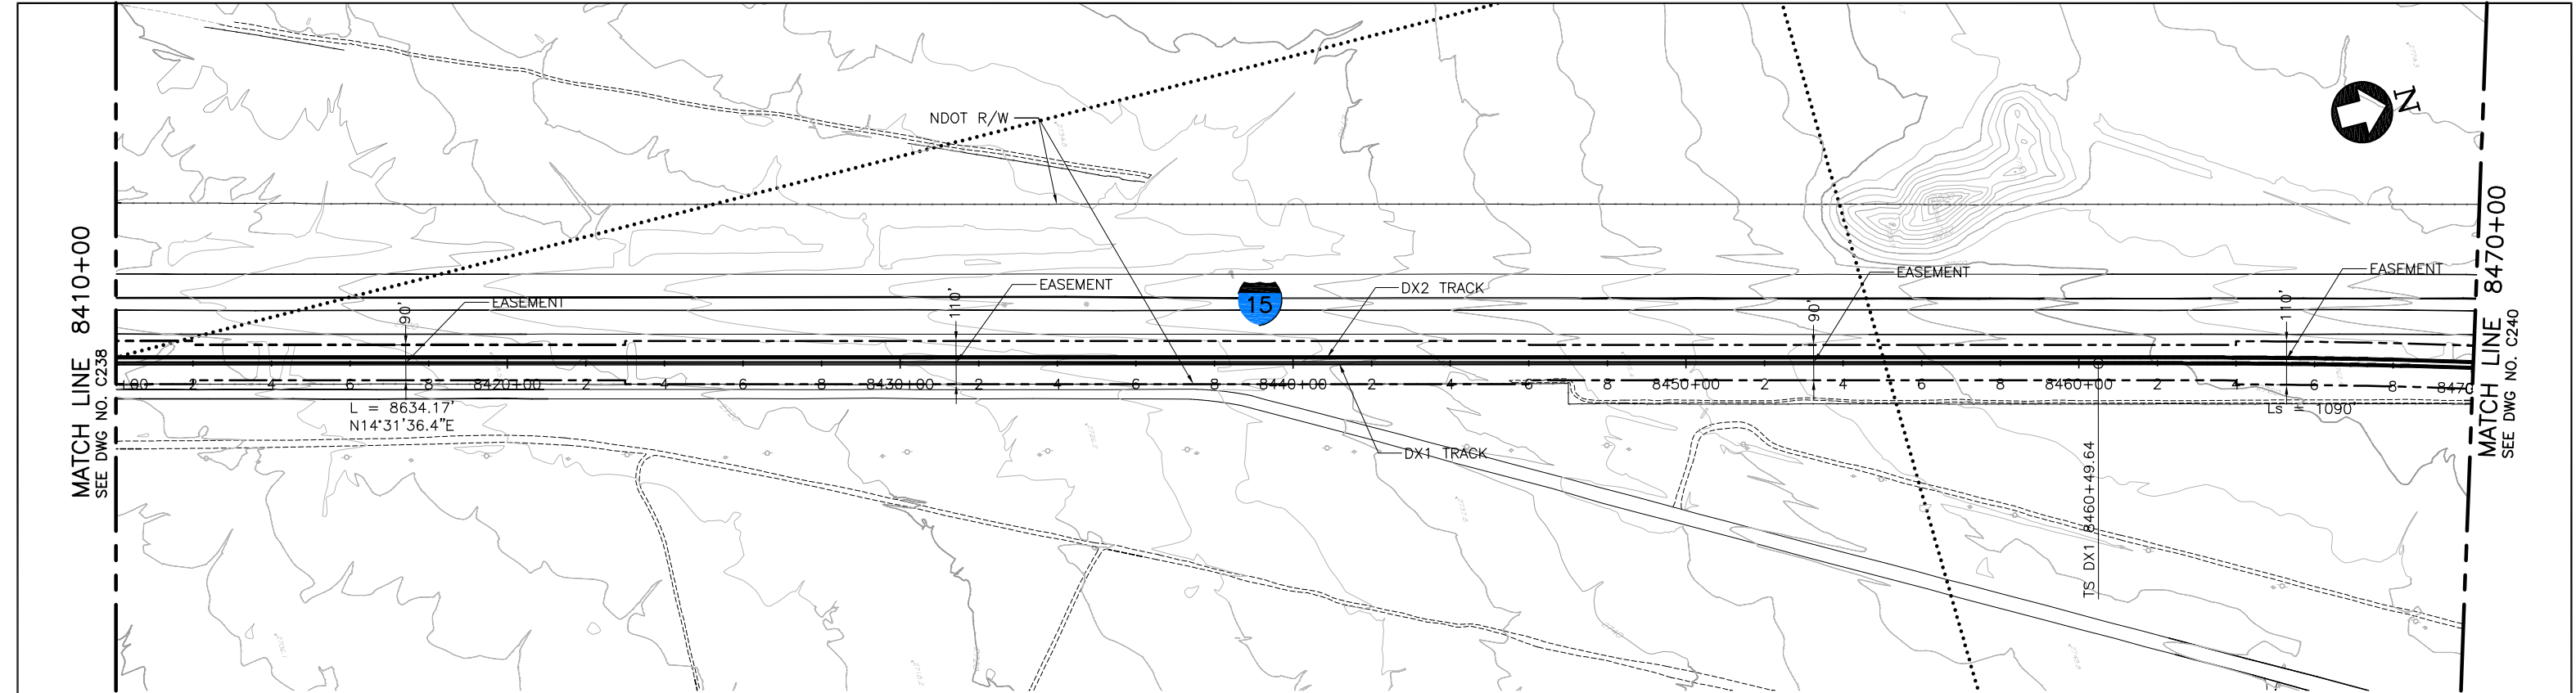 N
NDOT R/W
MATCH LINE 8410+00
SEE DWG NO. C238
90'
EASEMENT
110'
EASEMENT
15
DX2 TRACK
90'
EASEMENT
110'
EASEMENT
MATCH LINE 8470+00
SEE DWG NO. C240
+00 2 4 6 8 8420+00 2 4 6 8 8430+00 2 4 6 8 8440+00 2 4 6 8 8450+00 2 4 6 8 8460+00 2 4 6 8 8470
L = 8634.17'
N14°31'36.4"E
Ls = 1090'
DX1 TRACK
TS DX1 8460+49.64